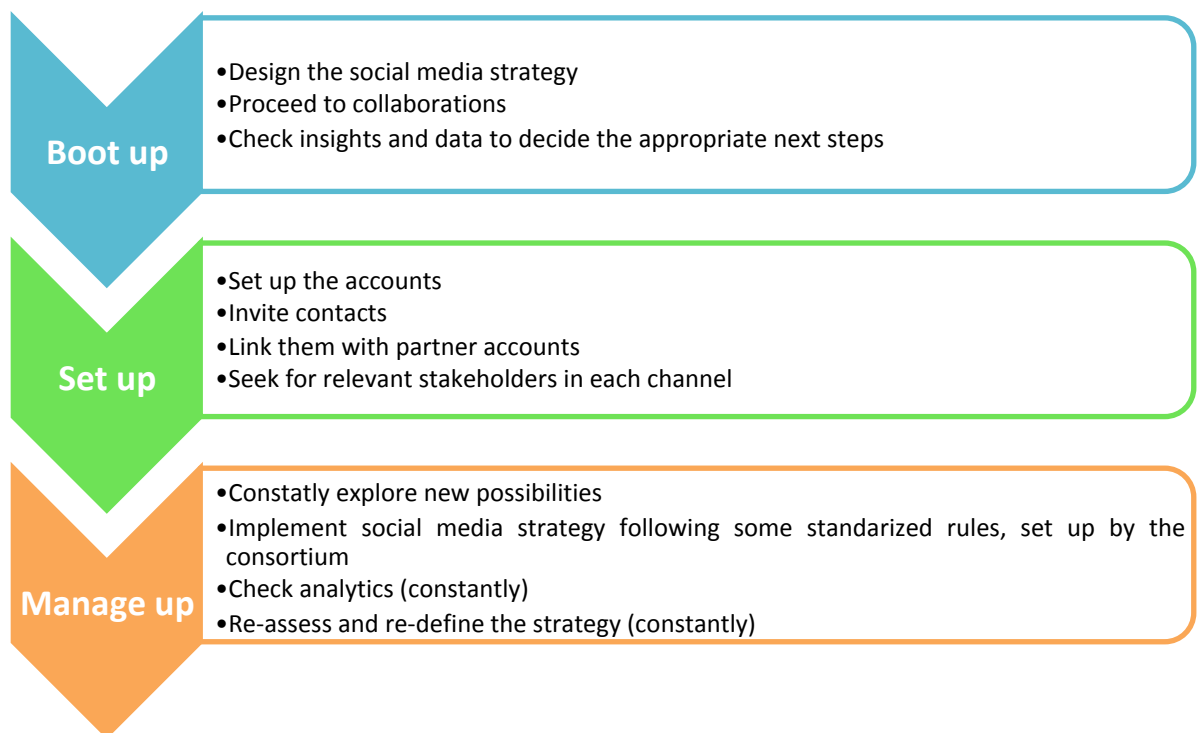 Boot up
•Design the social media strategy
•Proceed to collaborations
•Check insights and data to decide the appropriate next steps
Set up
•Set up the accounts
•Invite contacts
•Link them with partner accounts
•Seek for relevant stakeholders in each channel
Manage up
•Constatly explore new possibilities
•Implement social media strategy following some standarized rules, set up by the
consortium
•Check analytics (constantly)
•Re-assess and re-define the strategy (constantly)